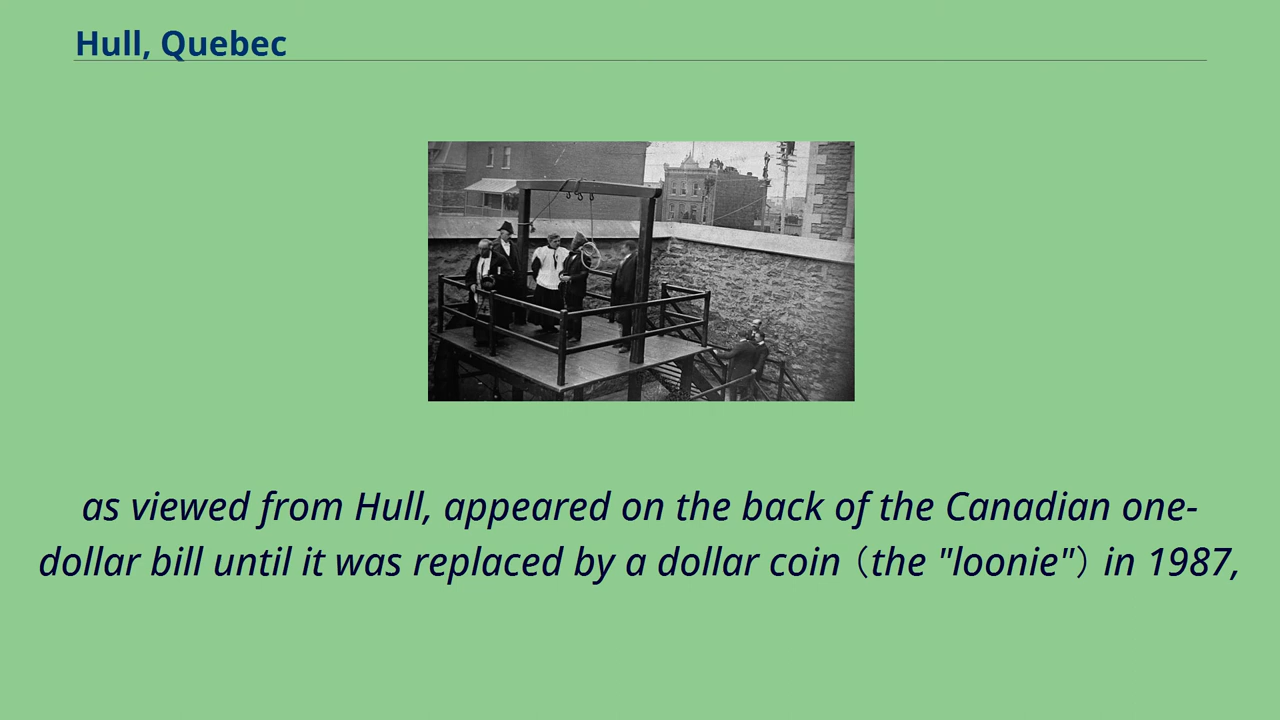 Hull, Quebec
as viewed from Hull, appeared on the back of the Canadian one-
dollar bill until it was replaced by a dollar coin （the "loonie"） in 1987,